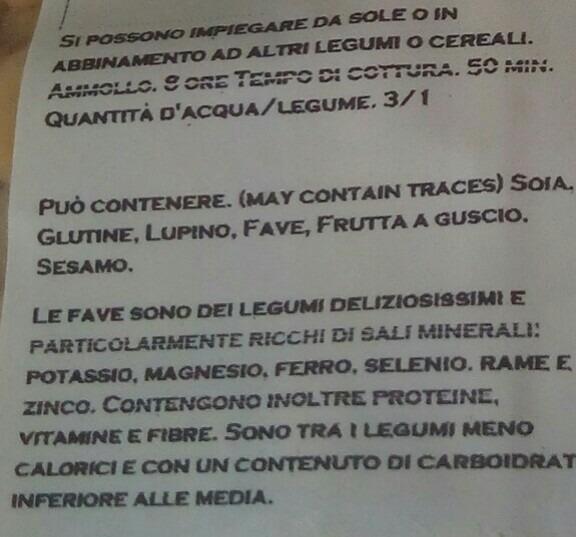 Si possono impiegare da sole o in
abbinamento ad altri legumi o cereali.
Ammollo. 8 ore Tempo di cottura. 50 min.
Quantità d'acqua/legume. 3/1
Può contenere. (may contain traces) Soia.
Glutine, Lupino, Fave, Frutta a guscio.
Sesamo.
Le fave sono dei legumi deliziosissimi e
particolarmente ricchi di sali minerali:
potassio, magnesio, ferro, selenio. rame e
zinco. Contengono inoltre proteine,
vitamine e fibre. Sono tra i legumi meno
calorici e con un contenuto di carboidrat
inferiore alle media.